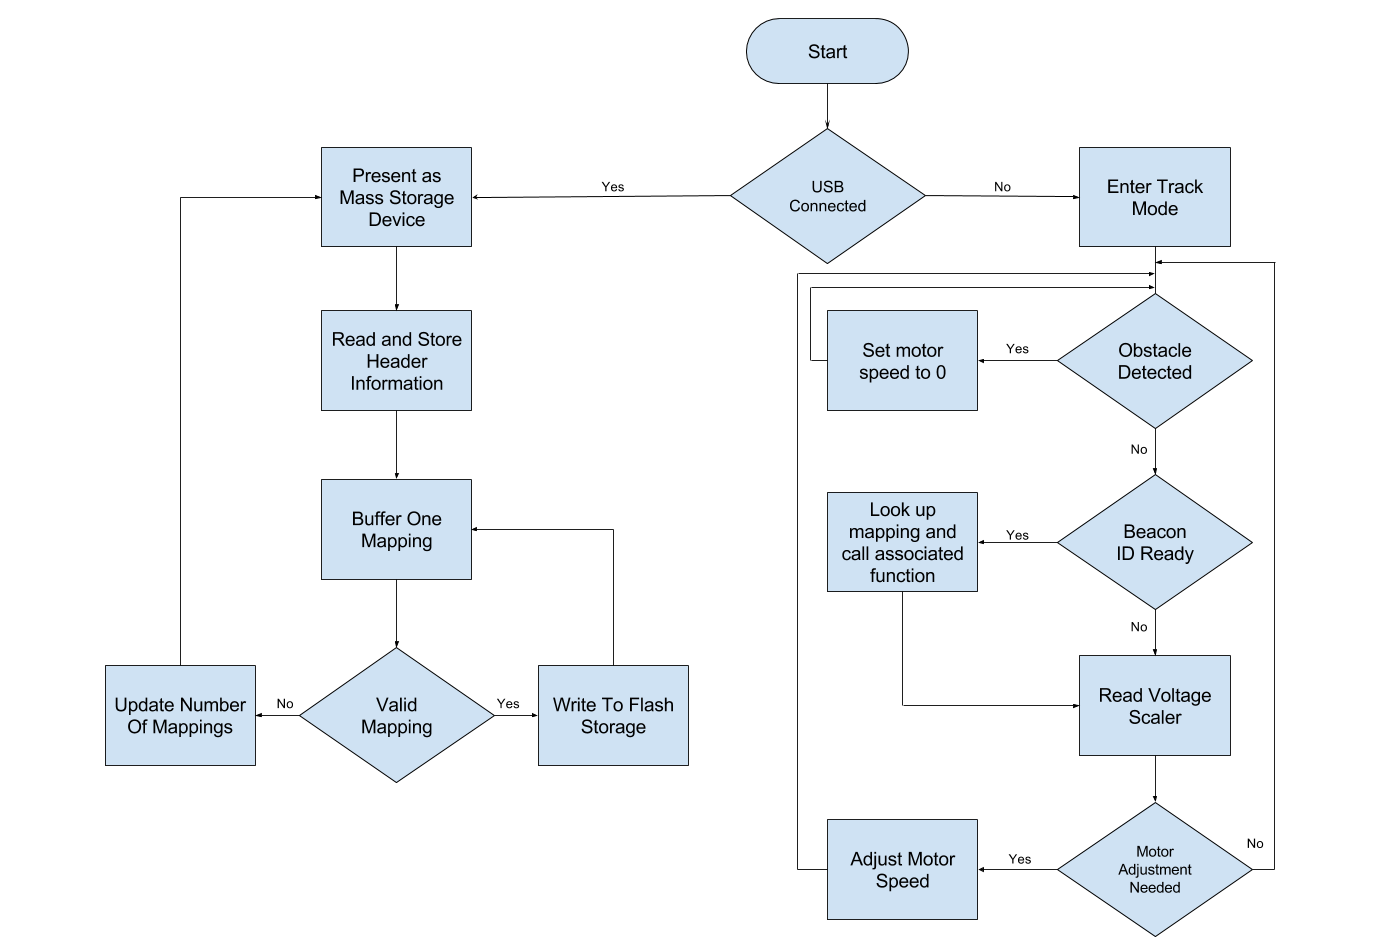 Start
USB
Connected
Yes
No
Present as
Mass Storage
Device
Enter Track
Mode
Read and Store
Header
Information
Set motor
speed to 0
Yes
Obstacle
Detected
No
Buffer One
Mapping
Look up
mapping and
call associated
function
Yes
Beacon
ID Ready
No
Update Number
Of Mappings
No
Valid
Mapping
Yes
Write To Flash
Storage
Read Voltage
Scaler
Adjust Motor
Speed
Yes
Motor
Adjustment
Needed
No